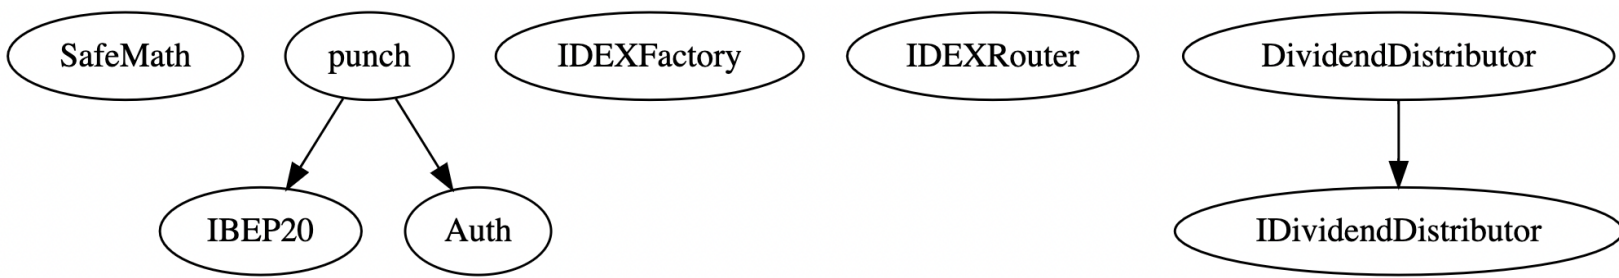 SafeMath
punch
IDEXFactory
IDEXRouter
DividendDistributor
IBEP20
Auth
IDividendDistributor